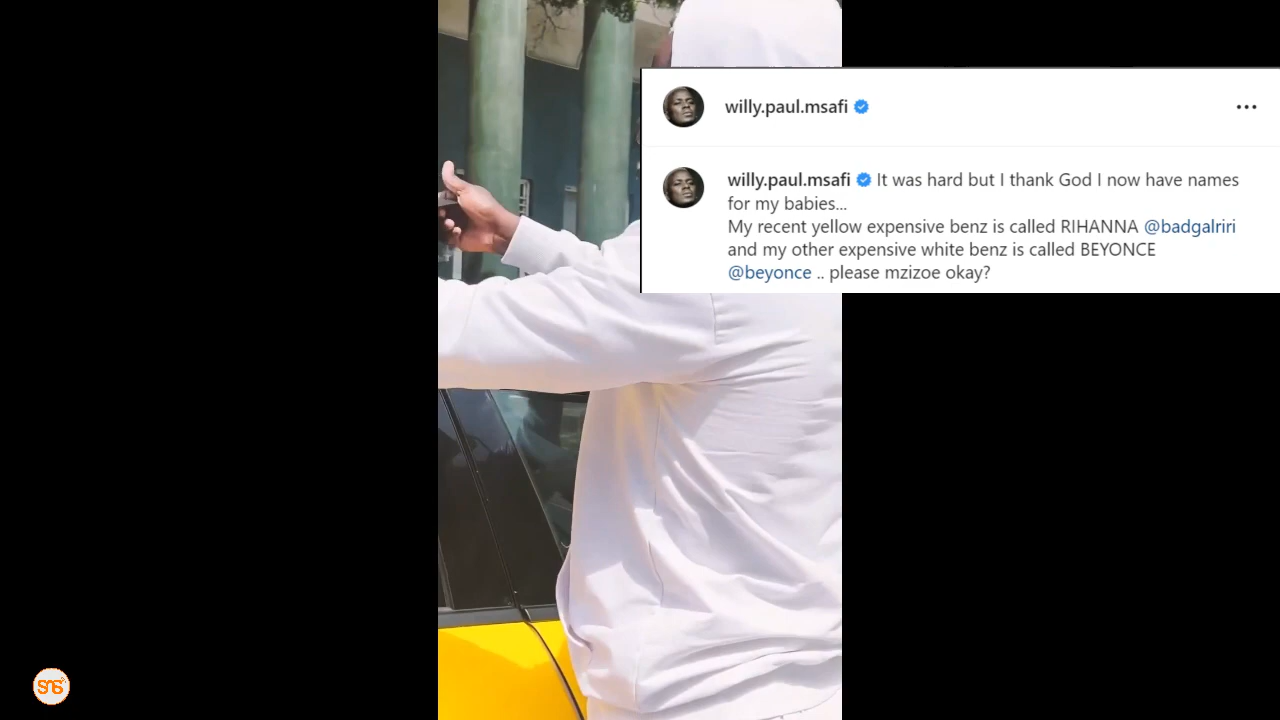 willy.paul.msafi
willy.paul.msafi It was hard but I thank God I now have names
for my babies...
My recent yellow expensive benz is called RIHANNA @badgalriri
and my other expensive white benz is called BEYONCE
@beyonce .. please mzizoe okay?
SNS